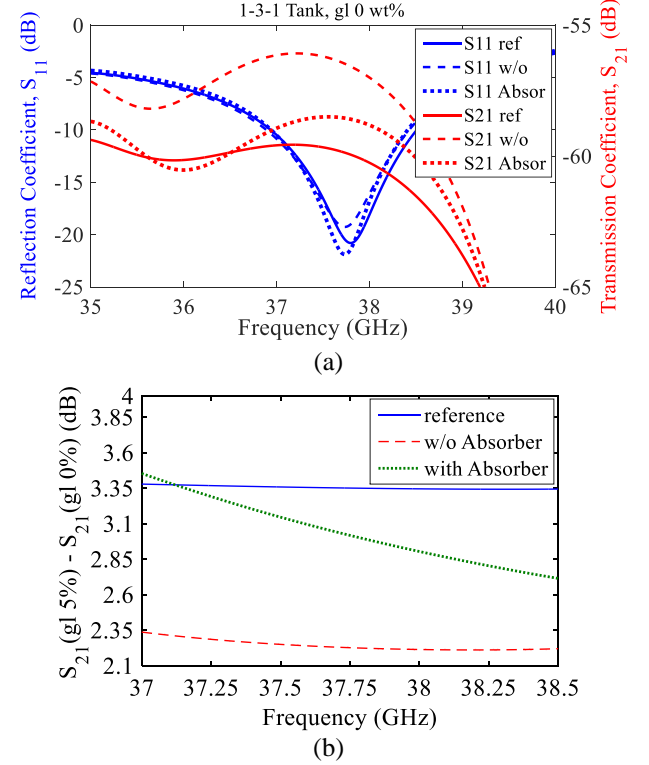 1-3-1 Tank, gl 0 wt%
Reflection Coefficient, S11 (dB)
0
-5
-10
-15
-20
-25
S11 ref
S11 w/o
S11 Absor
S21 ref
S21 w/o
S21 Absor
-55
-60
-65
Transmission Coefficient, S21 (dB)
35 36 37 38 39 40
Frequency (GHz)
(a)
S21(gl 5%) - S21(gl 0%) (dB)
4
3.85
3.6
3.35
3.1
2.85
2.6
2.35
2.1
reference
w/o Absorber
with Absorber
37 37.25 37.5 37.75 38 38.25 38.5
Frequency (GHz)
(b)